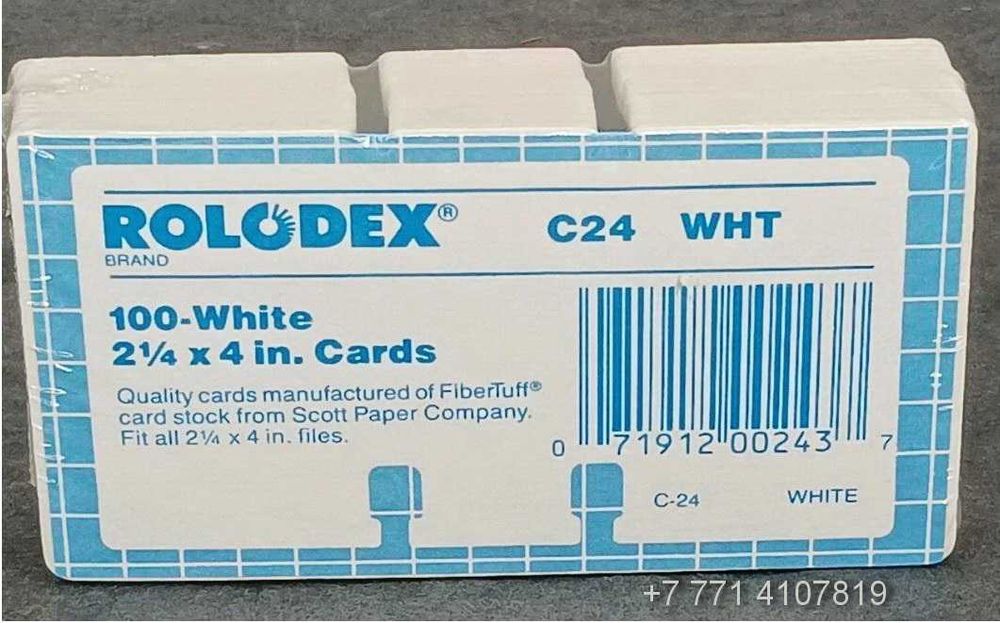 ROLODEX® C24 WHT
BRAND
100-White
2¼ x 4 in. Cards
Quality cards manufactured of FiberTuff®
card stock from Scott Paper Company.
Fit all 2¼ x 4 in. files.
0 71912 00243 7
C-24 WHITE
+7 771 4107819